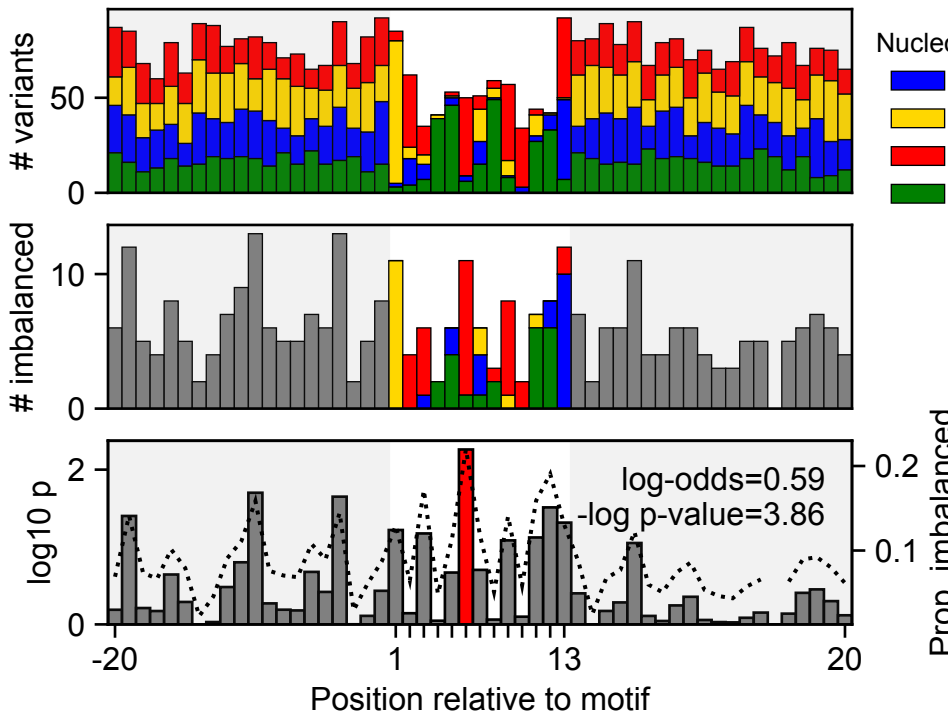 # variants
50
0
Nucle
# imbalanced
10
0
log10 p
2
0
log-odds=0.59
-log p-value=3.86
0.2
0.1
Prop. imbalanced
-20
1
13
20
Position relative to motif